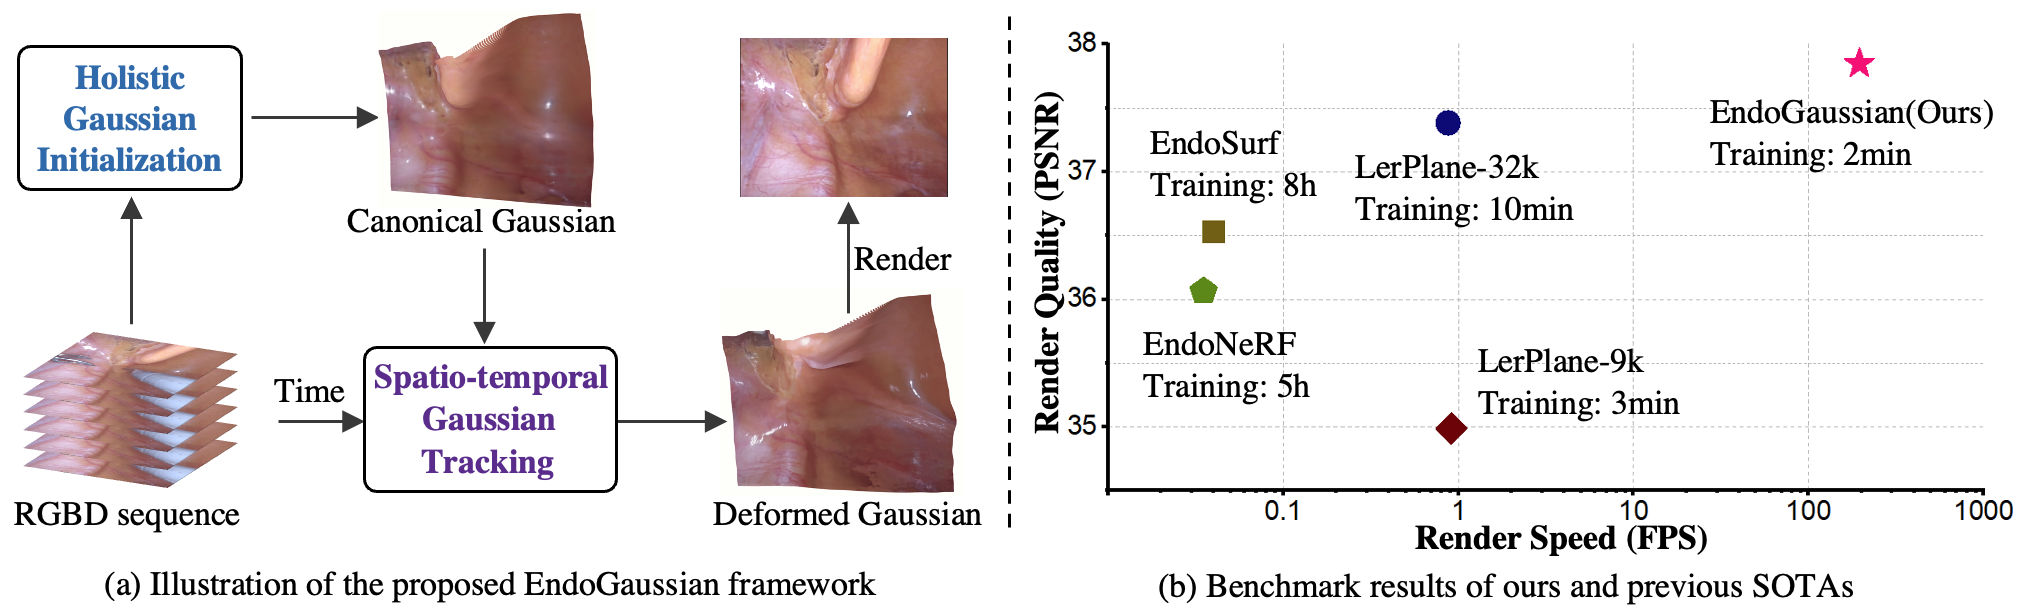 Holistic
Gaussian
Initialization
Canonical Gaussian
Render
Time
Spatio-temporal
Gaussian
Tracking
RGBD sequence
Deformed Gaussian
(a) Illustration of the proposed EndoGaussian framework
Render Quality (PSNR)
38
37
36
35
EndoSurf
Training: 8h
LerPlane-32k
Training: 10min
EndoGaussian(Ours)
Training: 2min
EndoNeRF
Training: 5h
LerPlane-9k
Training: 3min
0.1 1 10 100 1000
Render Speed (FPS)
(b) Benchmark results of ours and previous SOTAs